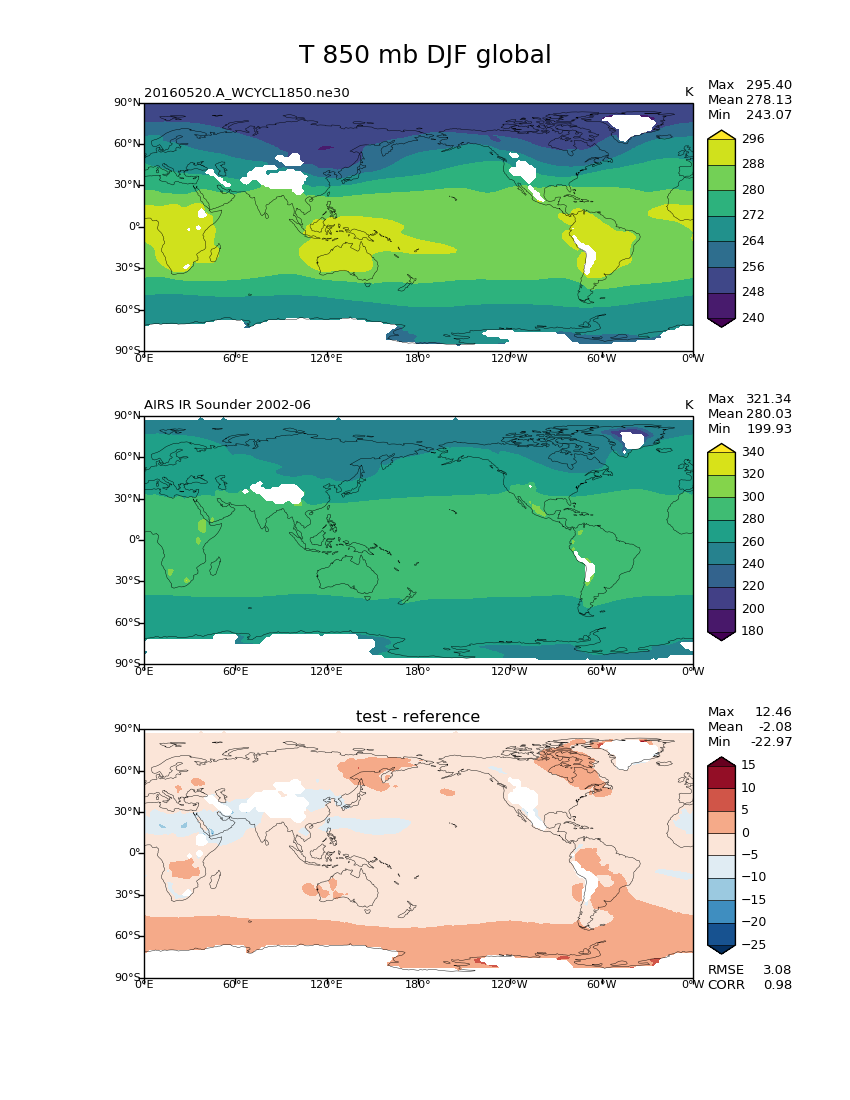 T 850 mb DJF global
20160520.A_WCYCL1850.ne30 K
Max 295.40
Mean 278.13
Min 243.07
90°N
60°N
30°N
0°
30°S
60°S
90°S
0°E 60°E 120°E 180° 120°W 60°W 0°W
296
288
280
272
264
256
248
240
AIRS IR Sounder 2002-06 K
Max 321.34
Mean 280.03
Min 199.93
90°N
60°N
30°N
0°
30°S
60°S
90°S
0°E 60°E 120°E 180° 120°W 60°W 0°W
340
320
300
280
260
240
220
200
180
test - reference
Max 12.46
Mean -2.08
Min -22.97
90°N
60°N
30°N
0°
30°S
60°S
90°S
0°E 60°E 120°E 180° 120°W 60°W 0°W
15
10
5
0
−5
−10
−15
−20
−25
RMSE 3.08
CORR 0.98